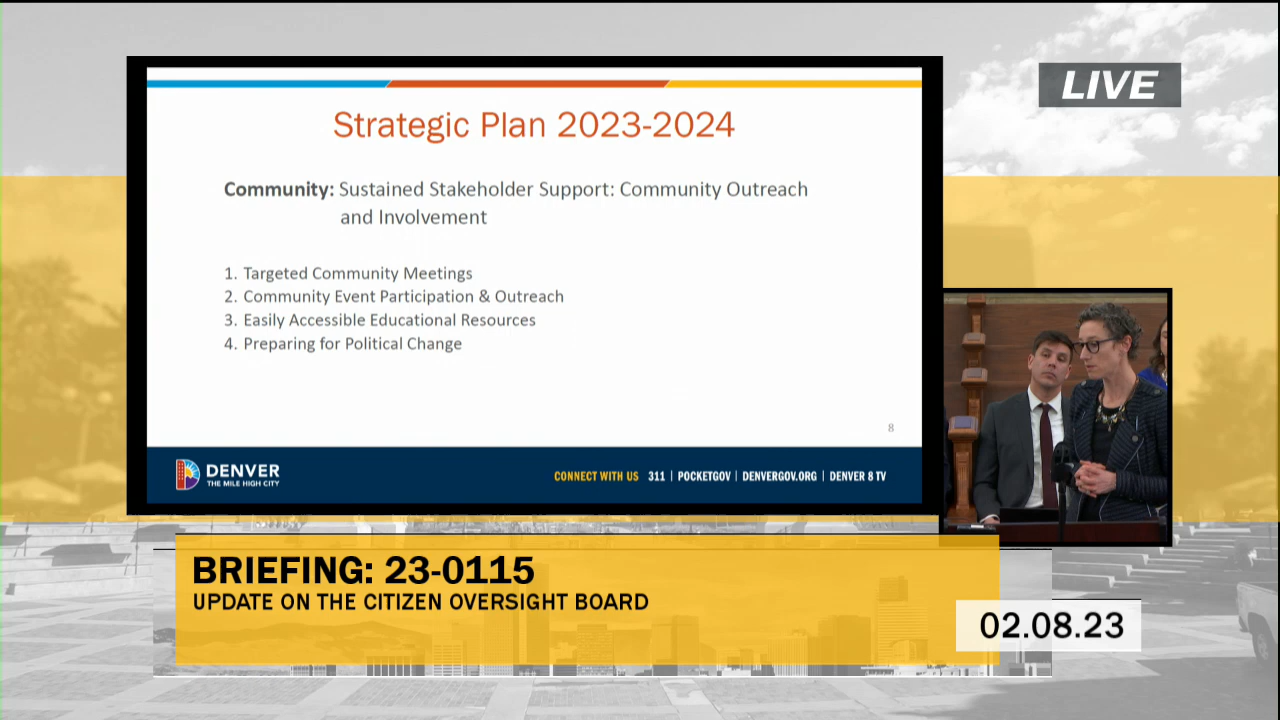 LIVE
Strategic Plan 2023-2024
Community: Sustained Stakeholder Support: Community Outreach
and Involvement
1. Targeted Community Meetings
2. Community Event Participation & Outreach
3. Easily Accessible Educational Resources
4. Preparing for Political Change
8
DENVER
THE MILE HIGH CITY
CONNECT WITH US 311 | POCKETGOV | DENVERGOV.ORG | DENVER 8 TV
BRIEFING: 23-0115
UPDATE ON THE CITIZEN OVERSIGHT BOARD
02.08.23